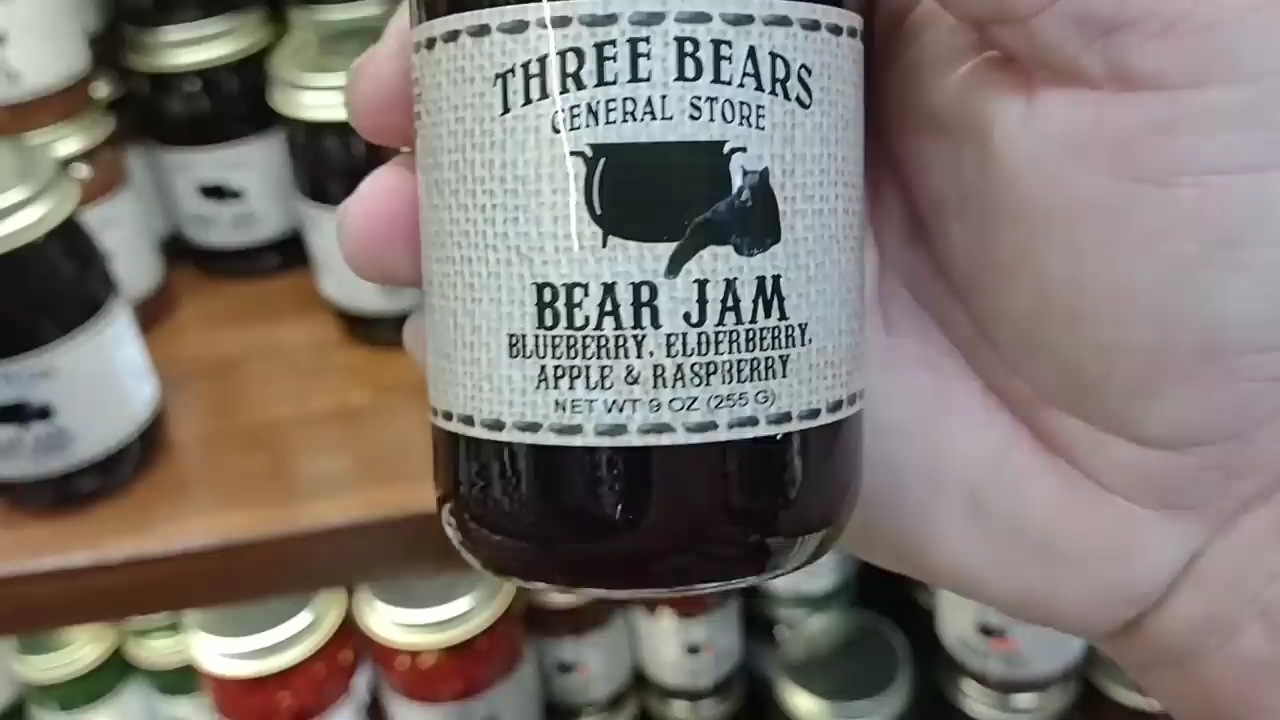 THREE BEARS
GENERAL STORE
BEAR JAM
BLUEBERRY, ELDERBERRY,
APPLE & RASPBERRY
NET WT 9 OZ (255 G)